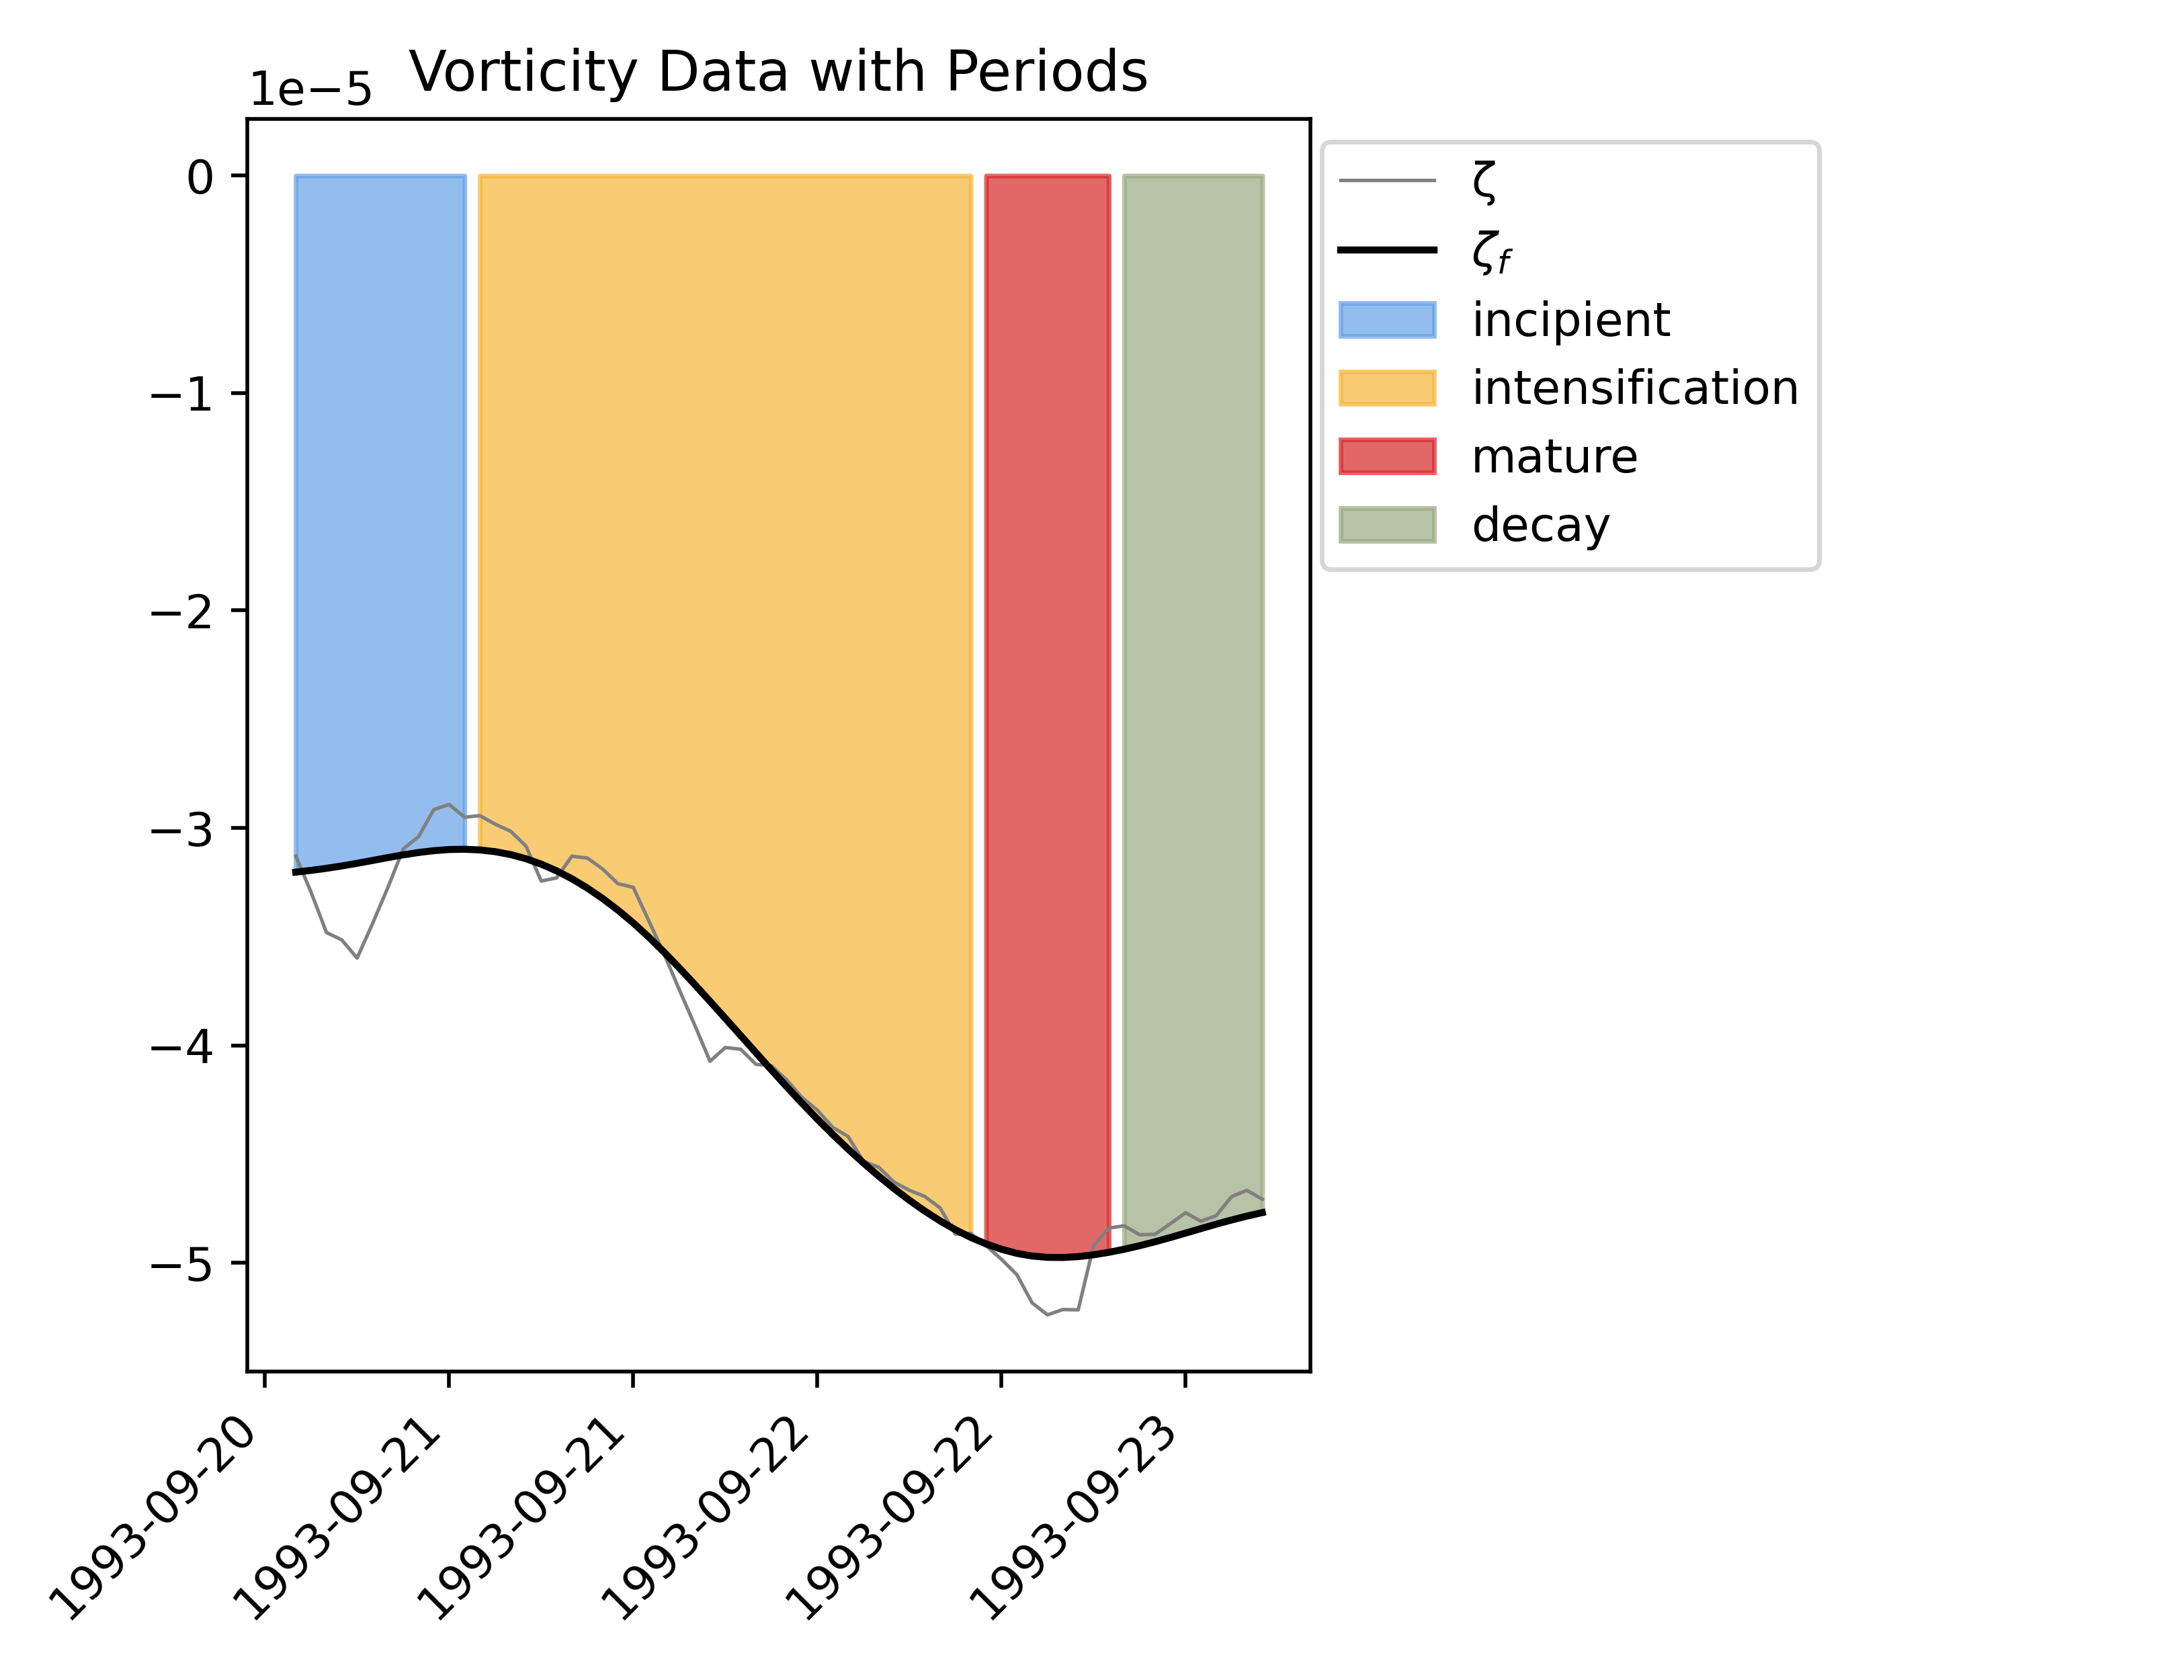 Vorticity Data with Periods
1e−5
0
−1
−2
−3
−4
−5
1993-09-20
1993-09-21
1993-09-21
1993-09-22
1993-09-22
1993-09-23
ζ
ζf
incipient
intensification
mature
decay